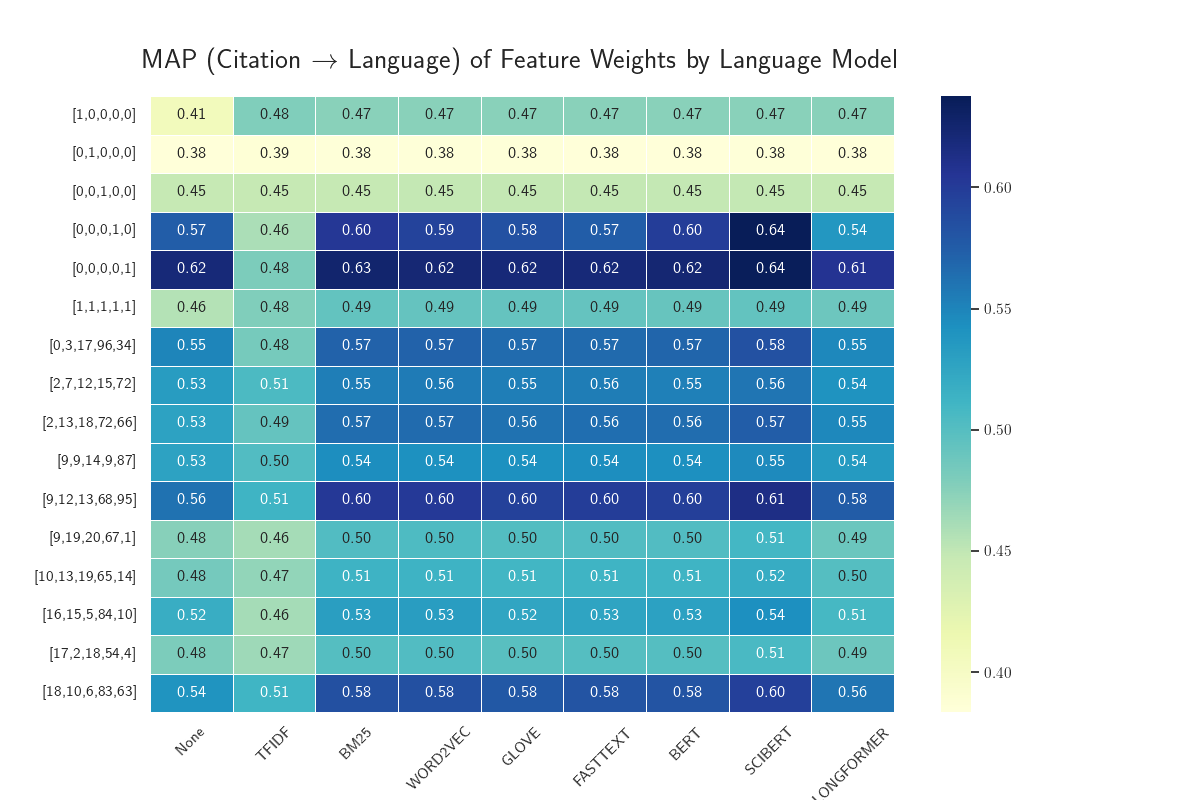 MAP (Citation → Language) of Feature Weights by Language Model
[1,0,0,0,0] 0.41 0.48 0.47 0.47 0.47 0.47 0.47 0.47 0.47
[0,1,0,0,0] 0.38 0.39 0.38 0.38 0.38 0.38 0.38 0.38 0.38
[0,0,1,0,0] 0.45 0.45 0.45 0.45 0.45 0.45 0.45 0.45 0.45
[0,0,0,1,0] 0.57 0.46 0.60 0.59 0.58 0.57 0.60 0.64 0.54
[0,0,0,0,1] 0.62 0.48 0.63 0.62 0.62 0.62 0.62 0.64 0.61
[1,1,1,1,1] 0.46 0.48 0.49 0.49 0.49 0.49 0.49 0.49 0.49
[0,3,17,96,34] 0.55 0.48 0.57 0.57 0.57 0.57 0.57 0.58 0.55
[2,7,12,15,72] 0.53 0.51 0.55 0.56 0.55 0.56 0.55 0.56 0.54
[2,13,18,72,66] 0.53 0.49 0.57 0.57 0.56 0.56 0.56 0.57 0.55
[9,9,14,9,87] 0.53 0.50 0.54 0.54 0.54 0.54 0.54 0.55 0.54
[9,12,13,68,95] 0.56 0.51 0.60 0.60 0.60 0.60 0.60 0.61 0.58
[9,19,20,67,1] 0.48 0.46 0.50 0.50 0.50 0.50 0.50 0.51 0.49
[10,13,19,65,14] 0.48 0.47 0.51 0.51 0.51 0.51 0.51 0.52 0.50
[16,15,5,84,10] 0.52 0.46 0.53 0.53 0.52 0.53 0.53 0.54 0.51
[17,2,18,54,4] 0.48 0.47 0.50 0.50 0.50 0.50 0.50 0.51 0.49
[18,10,6,83,63] 0.54 0.51 0.58 0.58 0.58 0.58 0.58 0.60 0.56
None TFIDF BM25 WORD2VEC GLOVE FASTTEXT BERT SCIBERT LONGFORMER
0.60
0.55
0.50
0.45
0.40